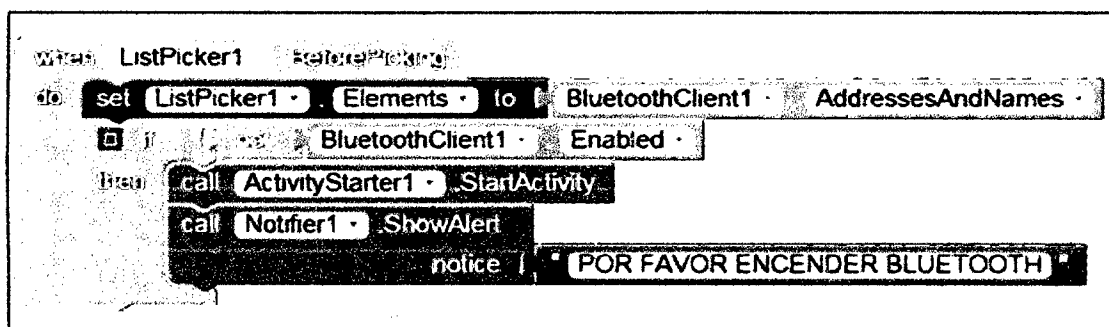 when ListPicker1 BeforePicking
do set ListPicker1 . Elements to BluetoothClient1 AddressesAndNames
if not BluetoothClient1 Enabled
then call ActivityStarter1 .StartActivity
call Notifier1 .ShowAlert
notice " POR FAVOR ENCENDER BLUETOOTH "